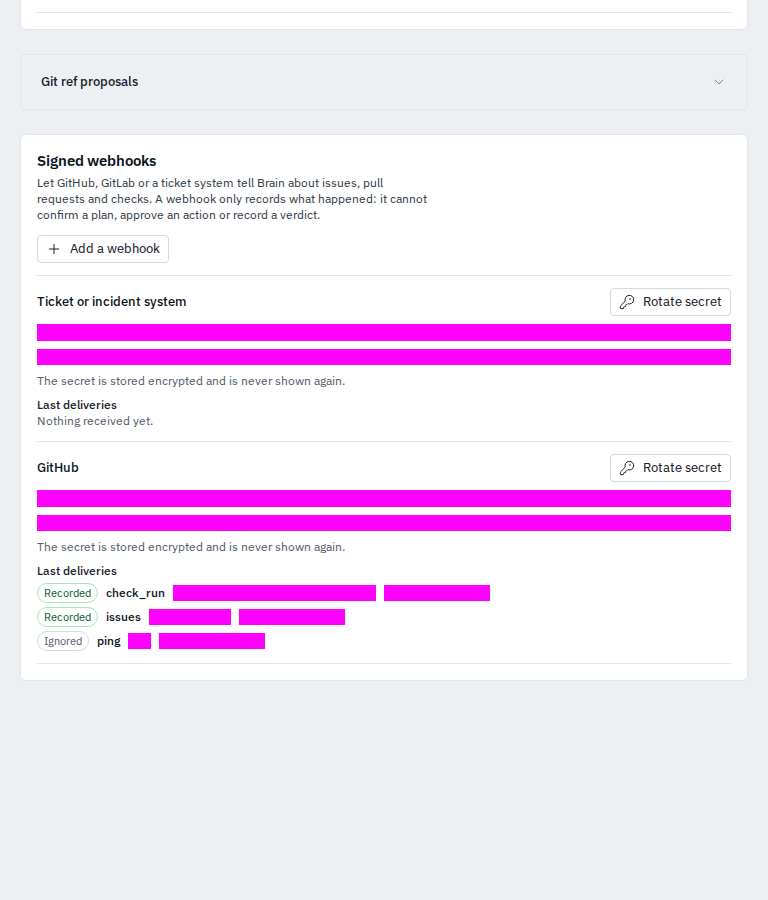 Git ref proposals
Signed webhooks
Let GitHub, GitLab or a ticket system tell Brain about issues, pull
requests and checks. A webhook only records what happened: it cannot
confirm a plan, approve an action or record a verdict.
Add a webhook
Ticket or incident system
Rotate secret
The secret is stored encrypted and is never shown again.
Last deliveries
Nothing received yet.
GitHub
Rotate secret
The secret is stored encrypted and is never shown again.
Last deliveries
Recorded check_run
Recorded issues
Ignored ping